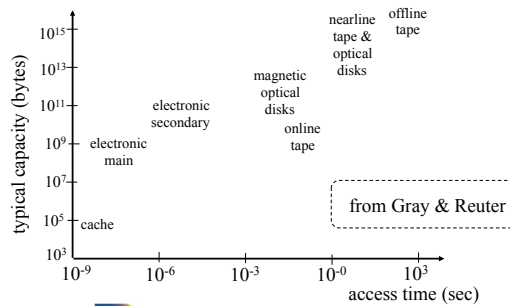 typical capacity (bytes)
10^15
10^13
10^11
10^9
10^7
10^5
10^3
cache
electronic
main
electronic
secondary
magnetic
optical
disks
online
tape
nearline
tape &
optical
disks
offline
tape
from Gray & Reuter
10^-9
10^-6
10^-3
10^-0
10^3
access time (sec)